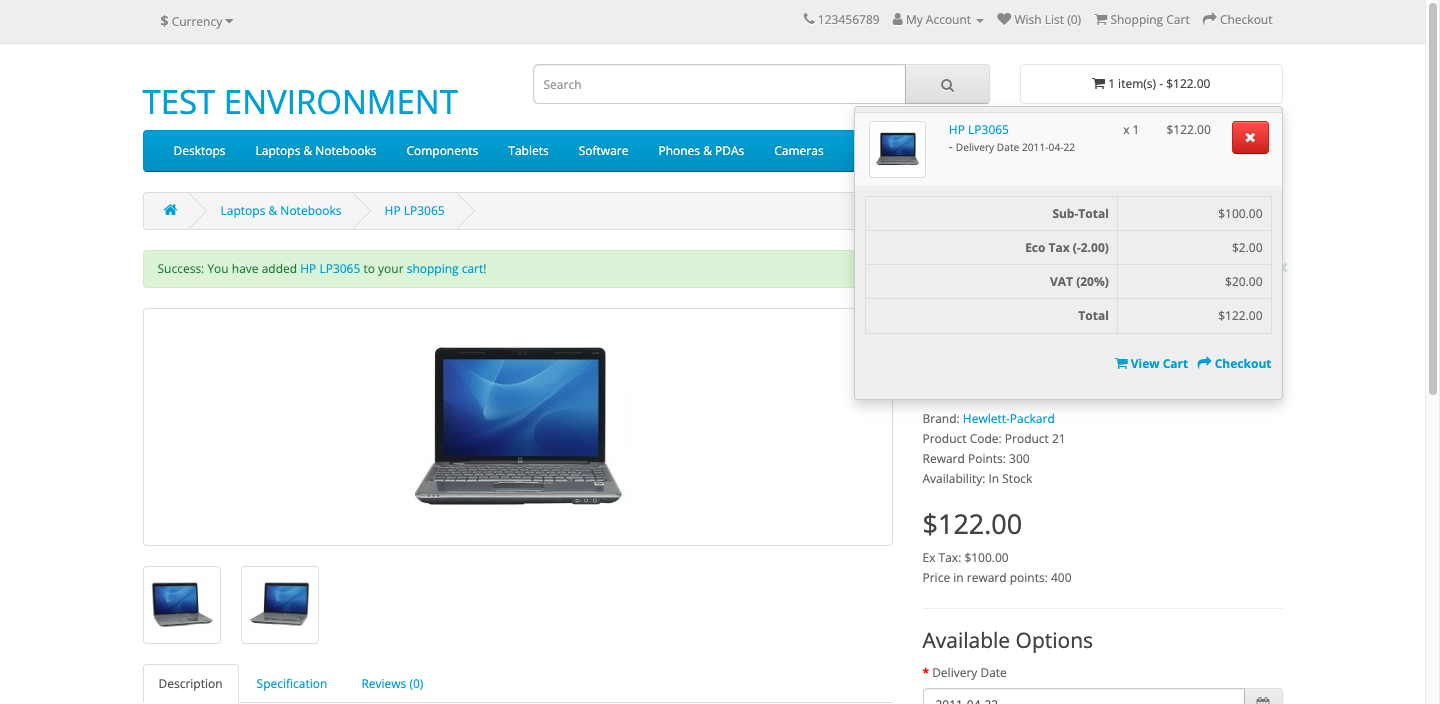 $ Currency
123456789 My Account Wish List (0) Shopping Cart Checkout
TEST ENVIRONMENT
Search
1 item(s) - $122.00
Desktops Laptops & Notebooks Components Tablets Software Phones & PDAs Cameras
HP LP3065 x 1 $122.00
- Delivery Date 2011-04-22
Sub-Total $100.00
Eco Tax (-2.00) $2.00
VAT (20%) $20.00
Total $122.00
View Cart Checkout
Laptops & Notebooks HP LP3065
Success: You have added HP LP3065 to your shopping cart!
Brand: Hewlett-Packard
Product Code: Product 21
Reward Points: 300
Availability: In Stock
$122.00
Ex Tax: $100.00
Price in reward points: 400
Available Options
* Delivery Date
2011-04-22
Description Specification Reviews (0)